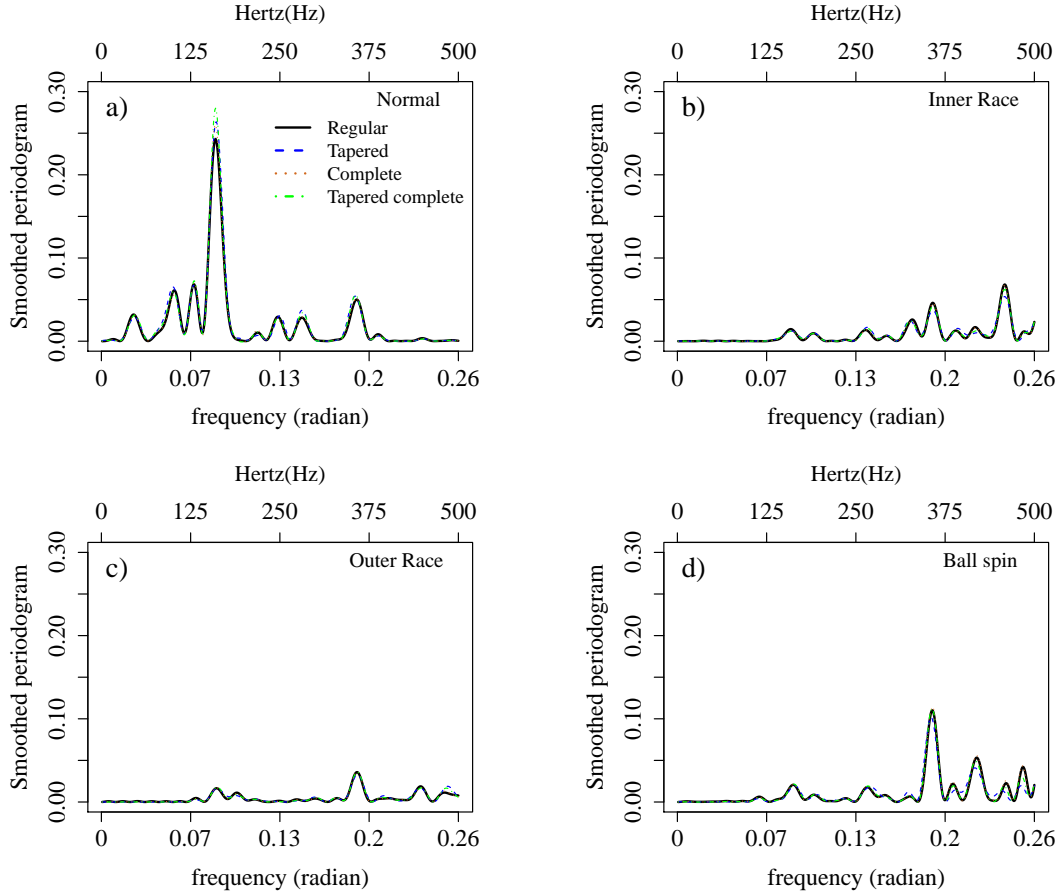 Hertz(Hz)
0 125 250 375 500
a)
Normal
Regular
Tapered
Complete
Tapered complete
Smoothed periodogram
0.00 0.10 0.20 0.30
0 0.07 0.13 0.2 0.26
frequency (radian)
Hertz(Hz)
0 125 250 375 500
b)
Inner Race
Smoothed periodogram
0.00 0.10 0.20 0.30
0 0.07 0.13 0.2 0.26
frequency (radian)
Hertz(Hz)
0 125 250 375 500
c)
Outer Race
Smoothed periodogram
0.00 0.10 0.20 0.30
0 0.07 0.13 0.2 0.26
frequency (radian)
Hertz(Hz)
0 125 250 375 500
d)
Ball spin
Smoothed periodogram
0.00 0.10 0.20 0.30
0 0.07 0.13 0.2 0.26
frequency (radian)